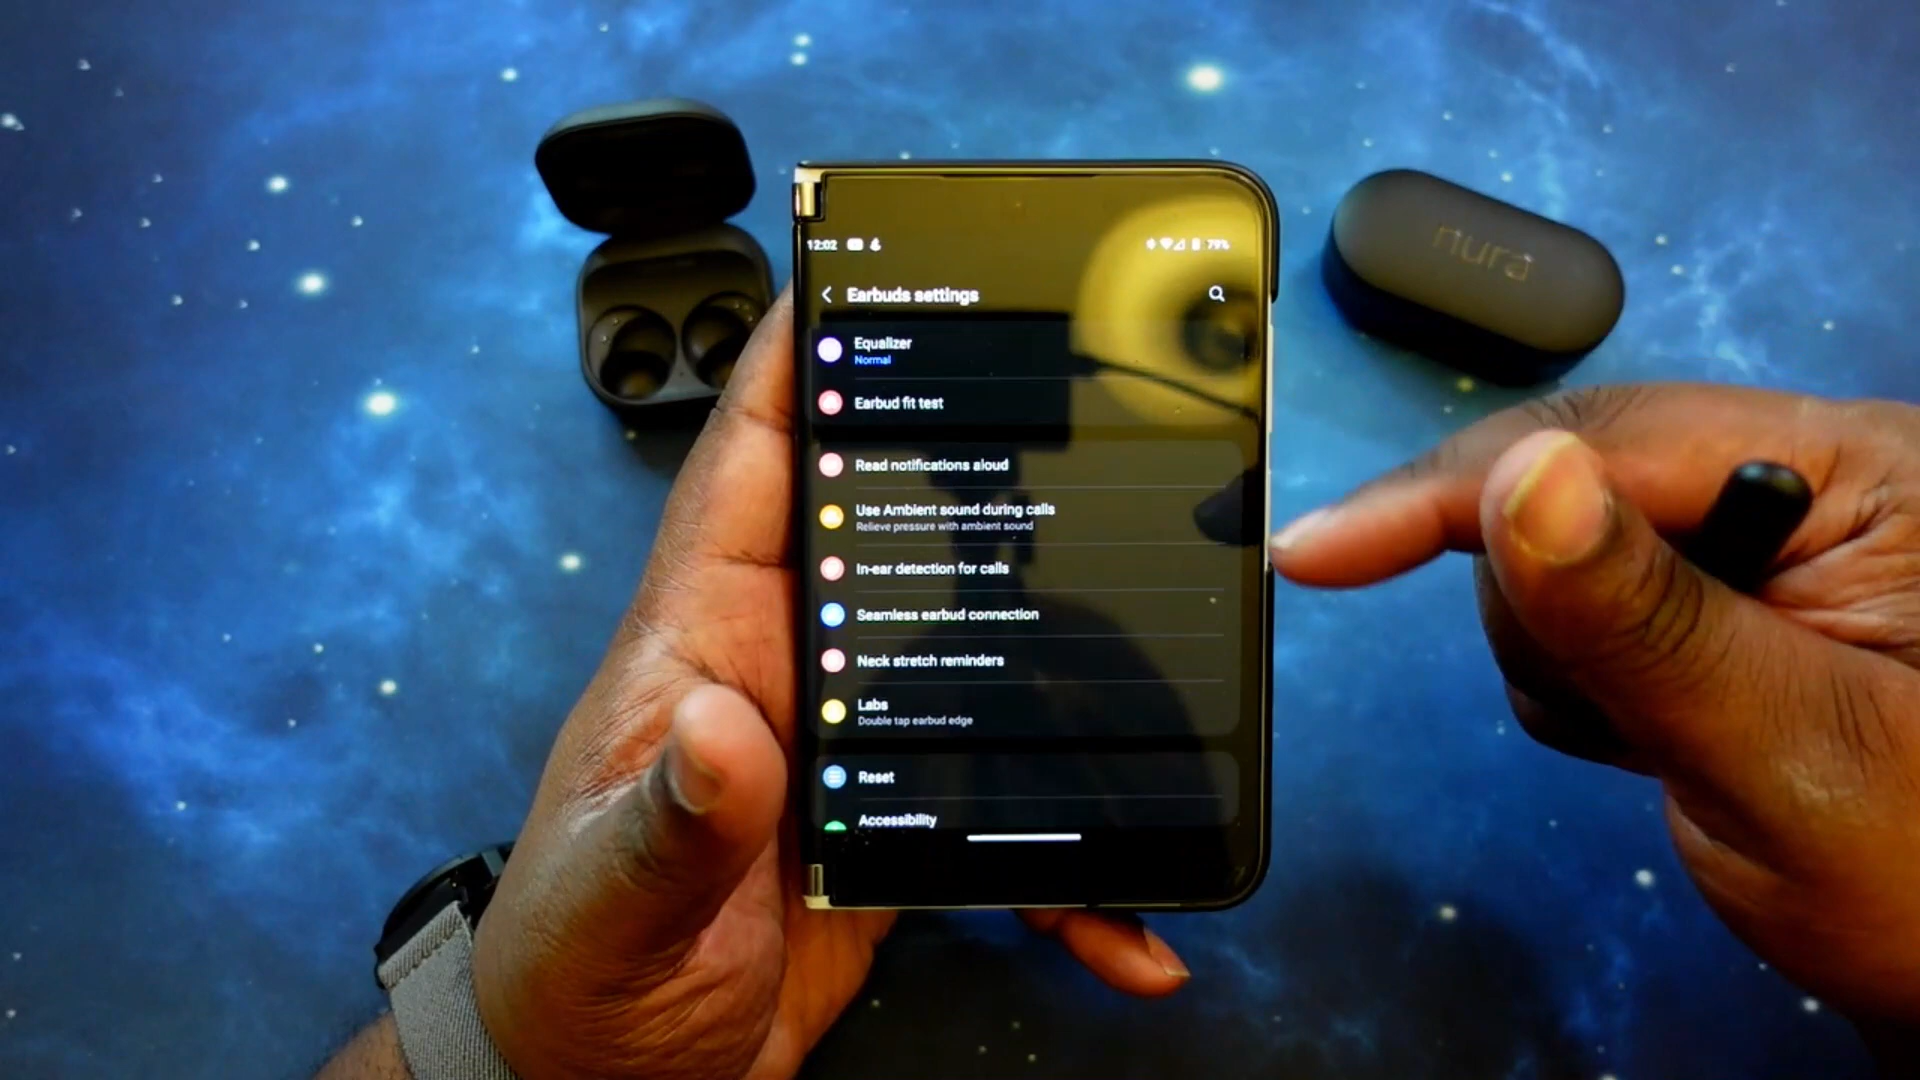 12:02
79%
Earbuds settings
Equalizer
Normal
Earbud fit test
Read notifications aloud
Use Ambient sound during calls
Relieve pressure with ambient sound
In-ear detection for calls
Seamless earbud connection
Neck stretch reminders
Labs
Double tap earbud edge
Reset
Accessibility
nura